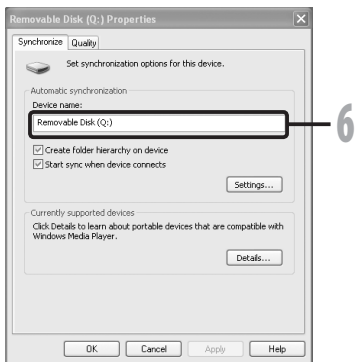 Removable Disk (Q:) Properties
Synchronize Quality
Set synchronization options for this device.
Automatic synchronization
Device name:
Removable Disk (Q:)
6
Create folder hierarchy on device
Start sync when device connects
Settings...
Currently supported devices
Click Details to learn about portable devices that are compatible with
Windows Media Player.
Details...
OK Cancel Apply Help